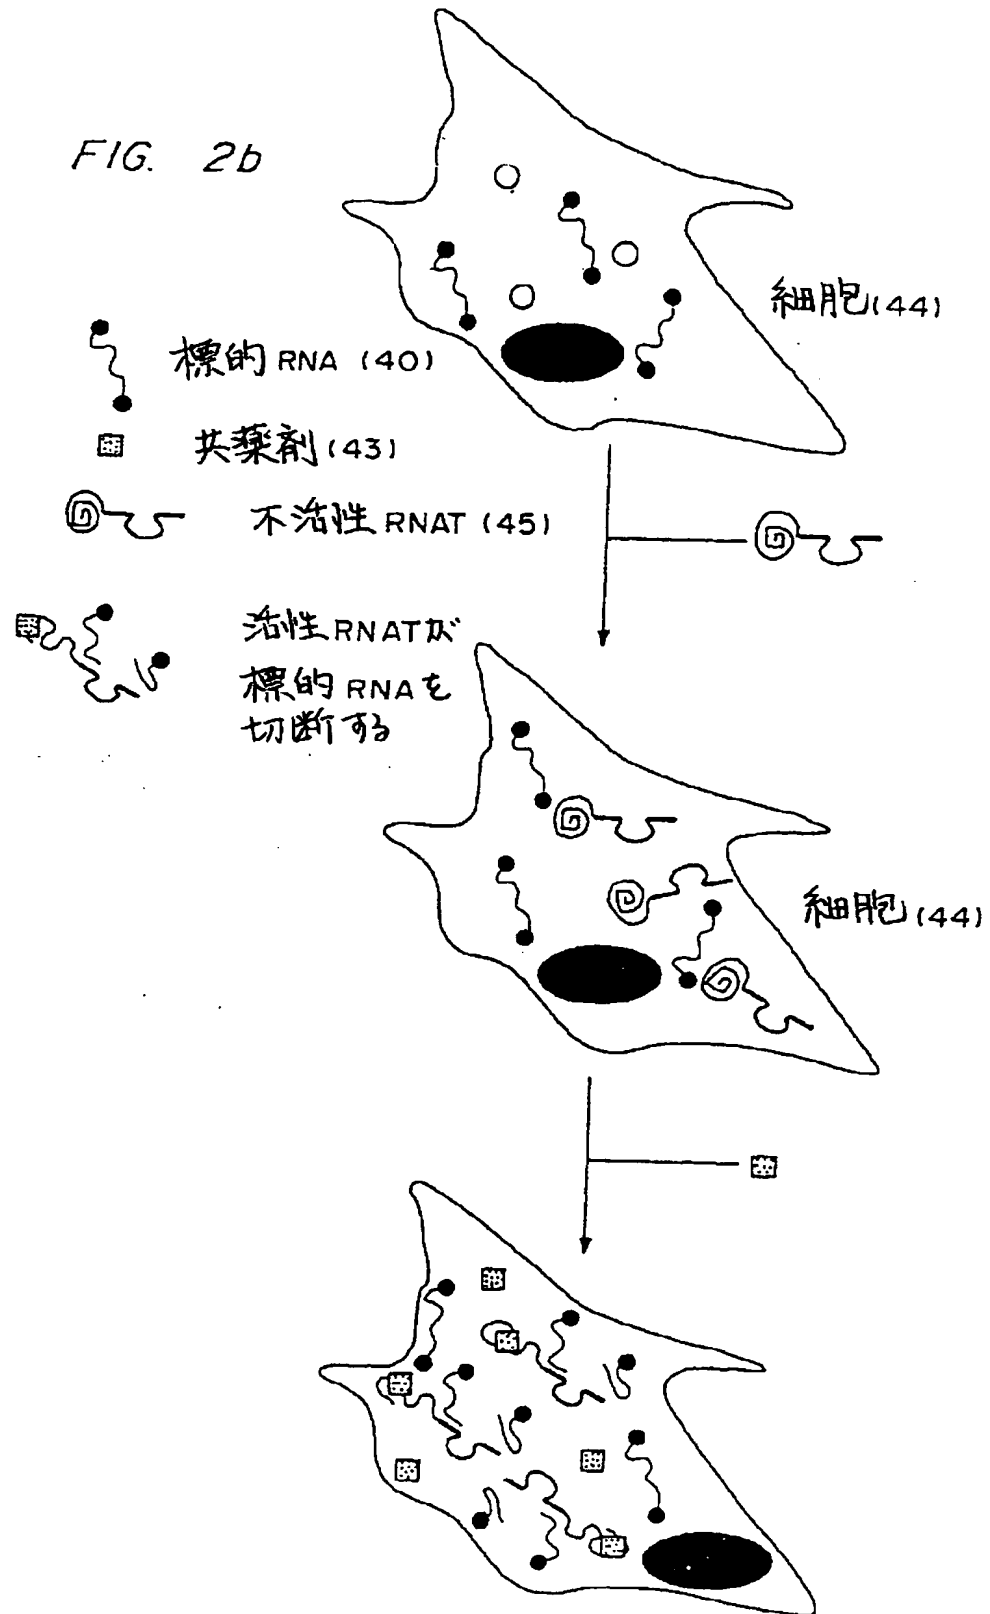 FIG. 2b
細胞(44)
標的 RNA (40)
共薬剤(43)
不活性 RNAT (45)
活性 RNATが
標的 RNAを
切断する
細胞(44)